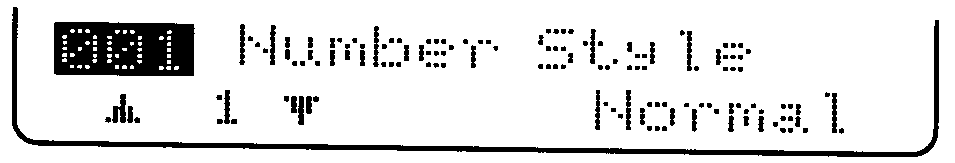 001 Number Style
▲ 1 ▼ Normal